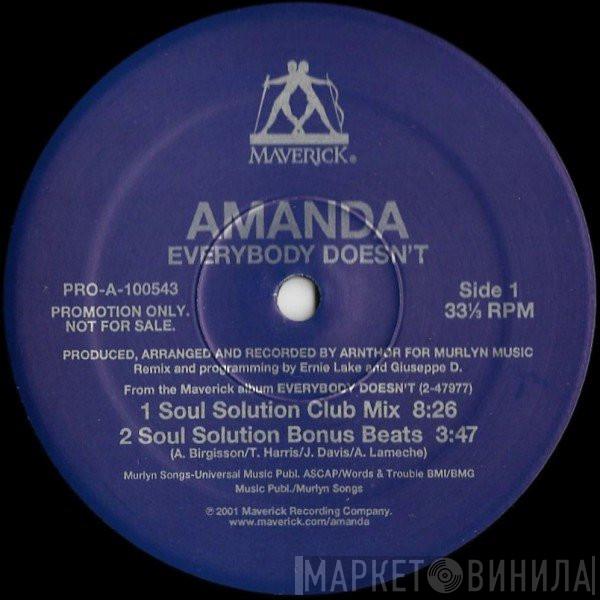 MAVERICK®
AMANDA
EVERYBODY DOESN'T
PRO-A-100543
Side 1
PROMOTION ONLY.
33⅓ RPM
NOT FOR SALE.
PRODUCED, ARRANGED AND RECORDED BY ARNTHOR FOR MURLYN MUSIC
Remix and programming by Ernie Lake and Giuseppe D.
From the Maverick album EVERYBODY DOESN'T (2-47977)
1 Soul Solution Club Mix 8:26
2 Soul Solution Bonus Beats 3:47
(A. Birgisson/T. Harris/J. Davis/A. Lameche)
Murlyn Songs-Universal Music Publ. ASCAP/Words & Trouble BMI/BMG
Music Publ./Murlyn Songs
℗ 2001 Maverick Recording Company.
www.maverick.com/amanda
МАРКЕТ ВИНИЛА